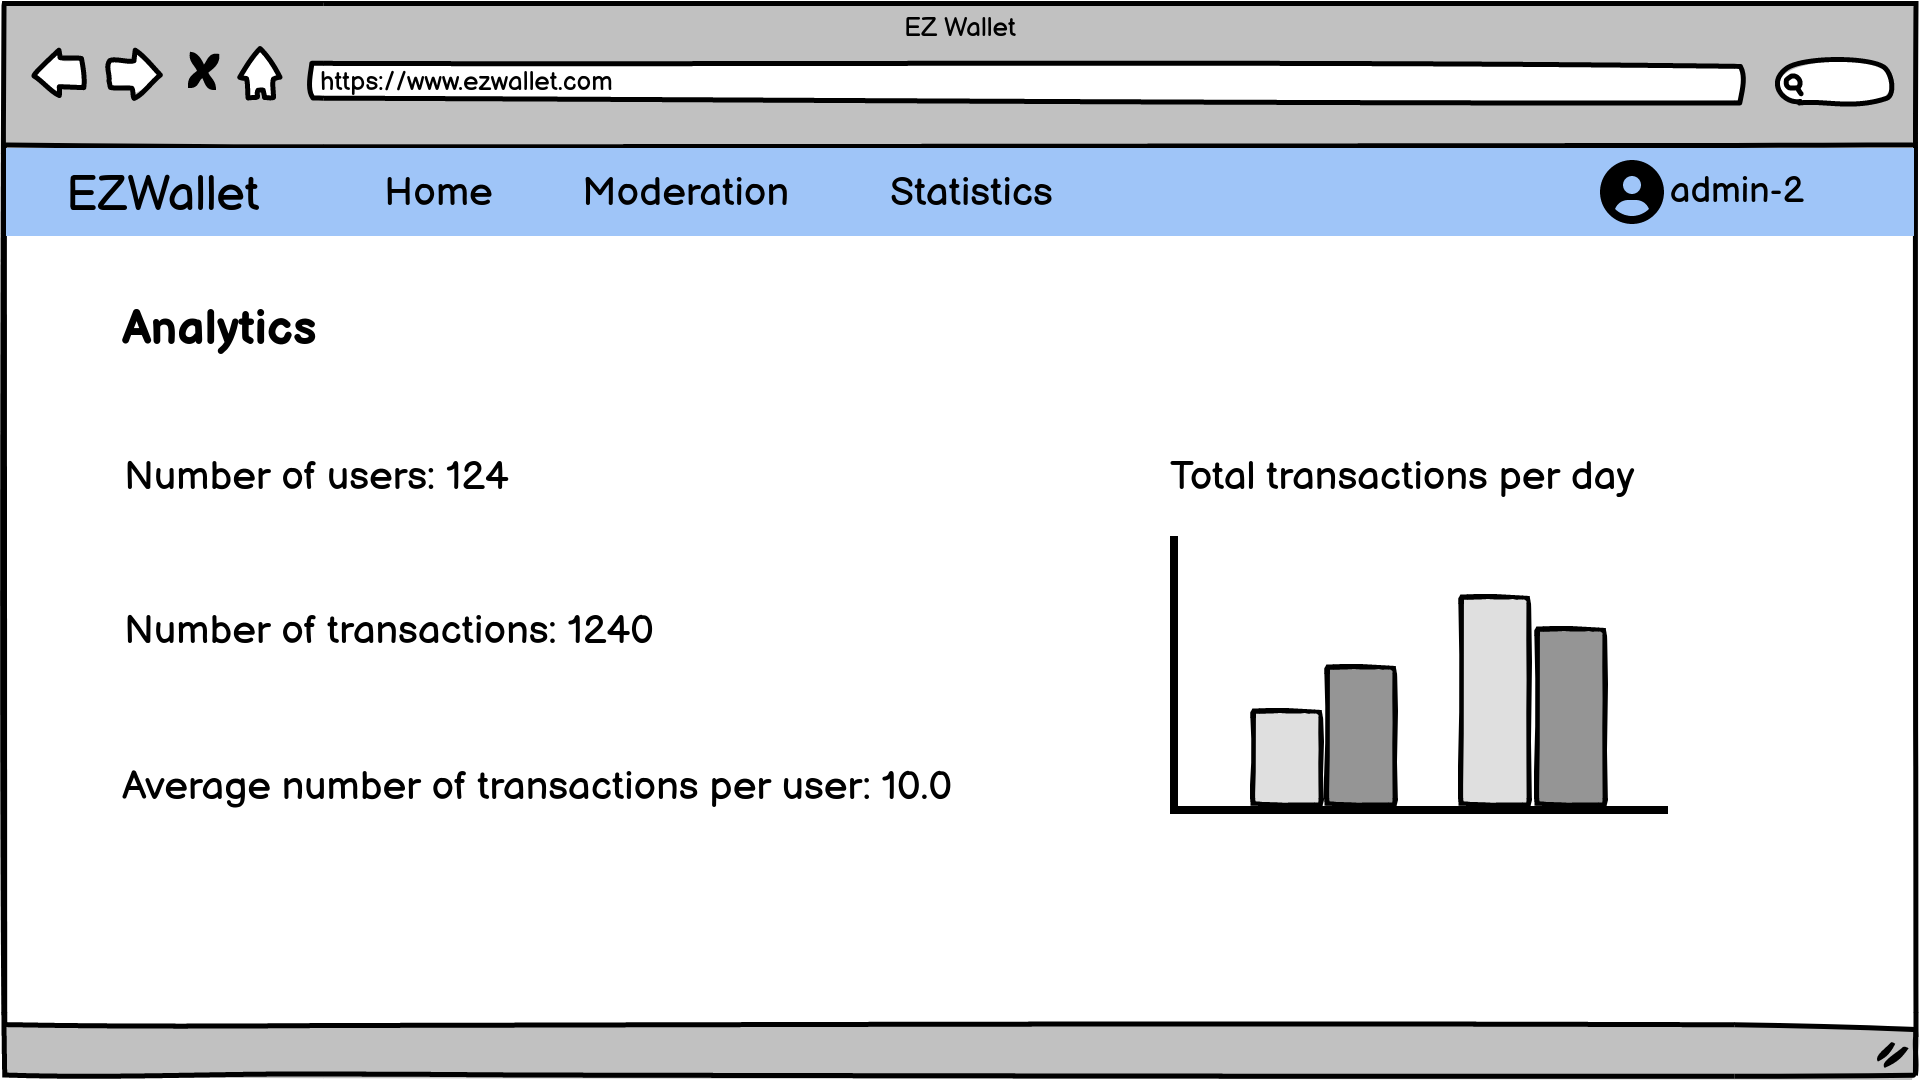 EZ Wallet
https://www.ezwallet.com
EZWallet Home Moderation Statistics admin-2
Analytics
Number of users: 124
Total transactions per day
Number of transactions: 1240
Average number of transactions per user: 10.0